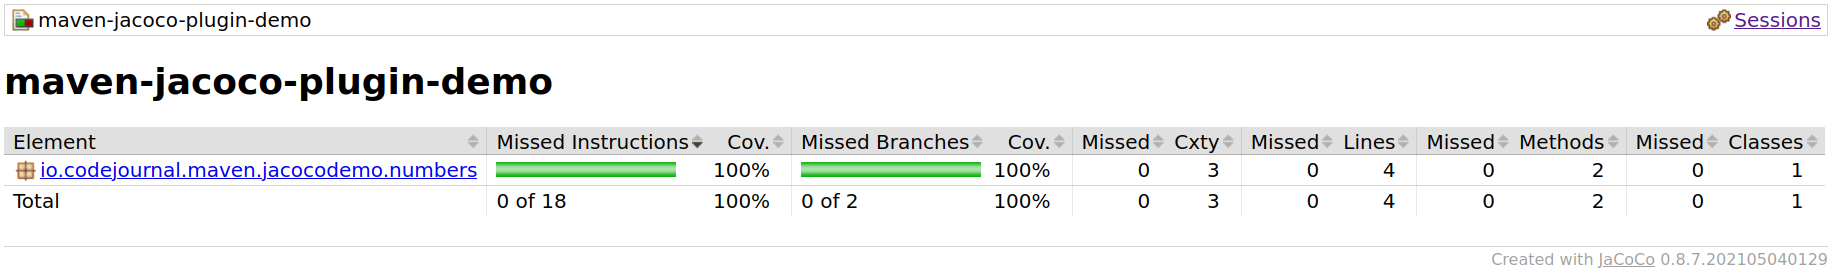 maven-jacoco-plugin-demo Sessions
maven-jacoco-plugin-demo
Element Missed Instructions Cov. Missed Branches Cov. Missed Cxty Missed Lines Missed Methods Missed Classes
io.codejournal.maven.jacocodemo.numbers 100% 100% 0 3 0 4 0 2 0 1
Total 0 of 18 100% 0 of 2 100% 0 3 0 4 0 2 0 1
Created with JaCoCo 0.8.7.202105040129